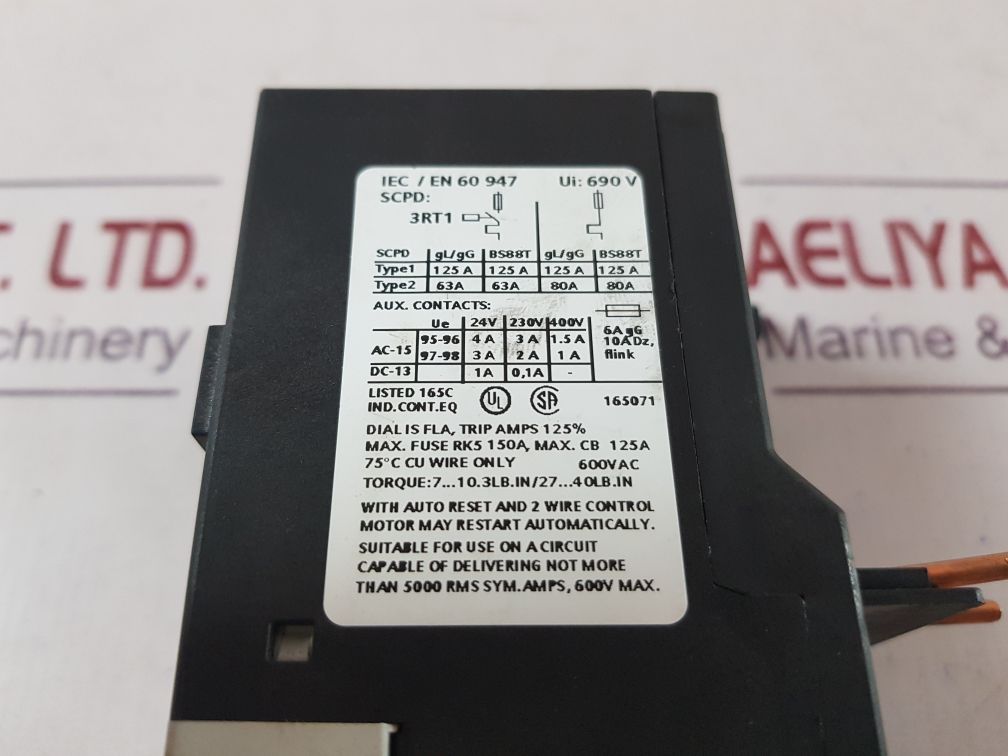 IEC / EN 60 947 Ui: 690 V
SCPD:
3RT1
SCPD gL/gG BS88T gL/gG BS88T
Type1 125 A 125 A 125 A 125 A
Type2 63A 63A 80A 80A
AUX. CONTACTS:
Ue 24V 230V 400V
AC-15 95-96 4 A 3 A 1.5 A
97-98 3 A 2 A 1 A
DC-13 1A 0,1A -
6A gG
10A Dz,
flink
LISTED 165C
IND.CONT.EQ UL SA 165071
DIAL IS FLA, TRIP AMPS 125%
MAX. FUSE RK5 150A, MAX. CB 125A
75°C CU WIRE ONLY 600VAC
TORQUE:7...10.3LB.IN/27...40LB.IN
WITH AUTO RESET AND 2 WIRE CONTROL
MOTOR MAY RESTART AUTOMATICALLY.
SUITABLE FOR USE ON A CIRCUIT
CAPABLE OF DELIVERING NOT MORE
THAN 5000 RMS SYM.AMPS, 600V MAX.
LTD.
chinery
AELIYA
Marine &